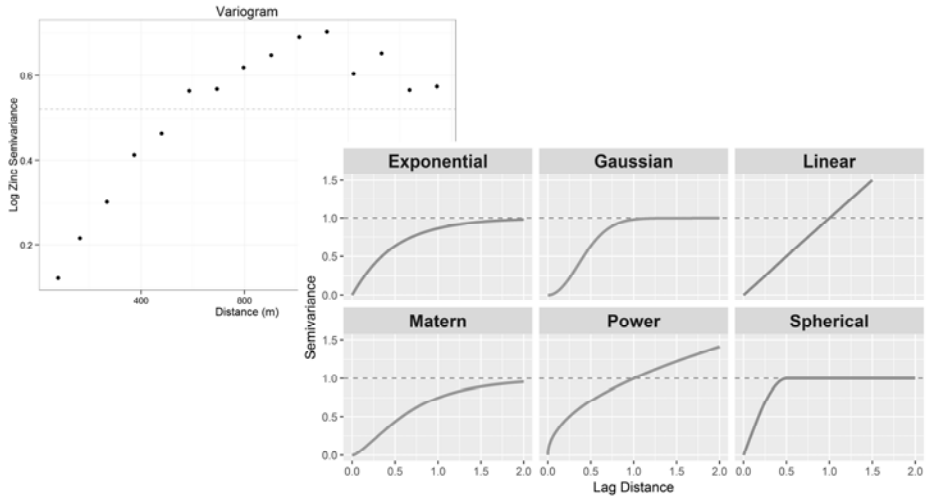 Variogram
Log Zinc Semivariance
0.6
0.4
0.2
400
800
Distance (m)
Semivariance
Exponential
Gaussian
Linear
1.5
1.0
0.5
0.0
Matern
Power
Spherical
1.5
1.0
0.5
0.0
0.0 0.5 1.0 1.5 2.0
0.0 0.5 1.0 1.5 2.0
0.0 0.5 1.0 1.5 2.0
Lag Distance